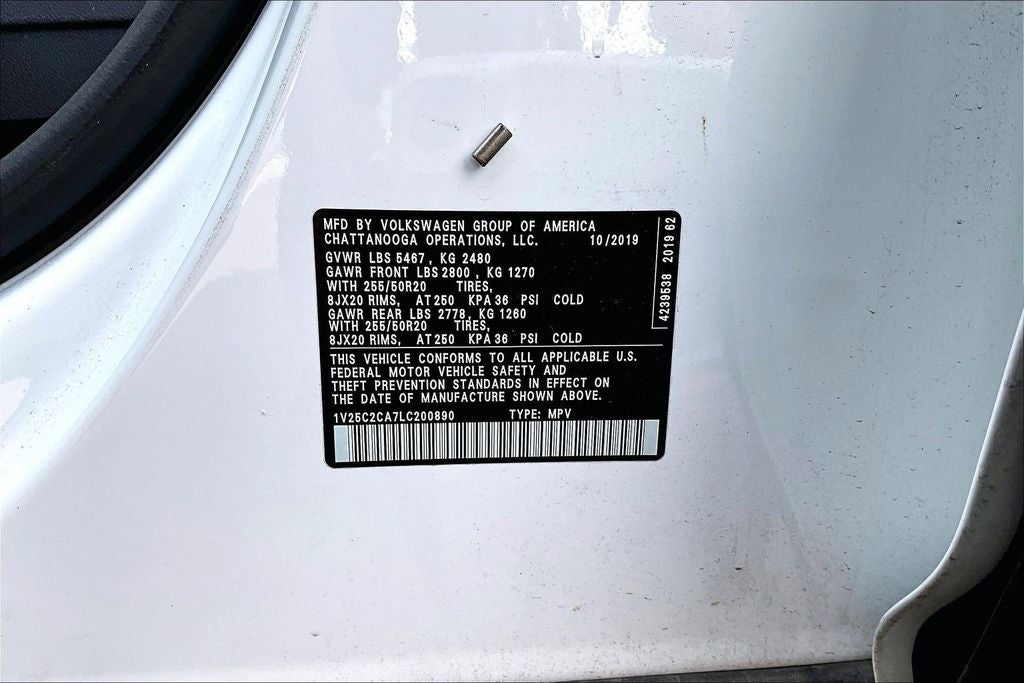 MFD BY VOLKSWAGEN GROUP OF AMERICA
CHATTANOOGA OPERATIONS, LLC. 10/2019
GVWR LBS 5467 , KG 2480
GAWR FRONT LBS 2800 , KG 1270
WITH 255/50R20 TIRES,
8JX20 RIMS, AT 250 KPA 36 PSI COLD
GAWR REAR LBS 2778, KG 1260
WITH 255/50R20 TIRES,
8JX20 RIMS, AT 250 KPA 36 PSI COLD
THIS VEHICLE CONFORMS TO ALL APPLICABLE U.S.
FEDERAL MOTOR VEHICLE SAFETY AND
THEFT PREVENTION STANDARDS IN EFFECT ON
THE DATE OF MANUFACTURE SHOWN ABOVE.
1V25C2CA7LC200890 TYPE: MPV
4239538 2019 62